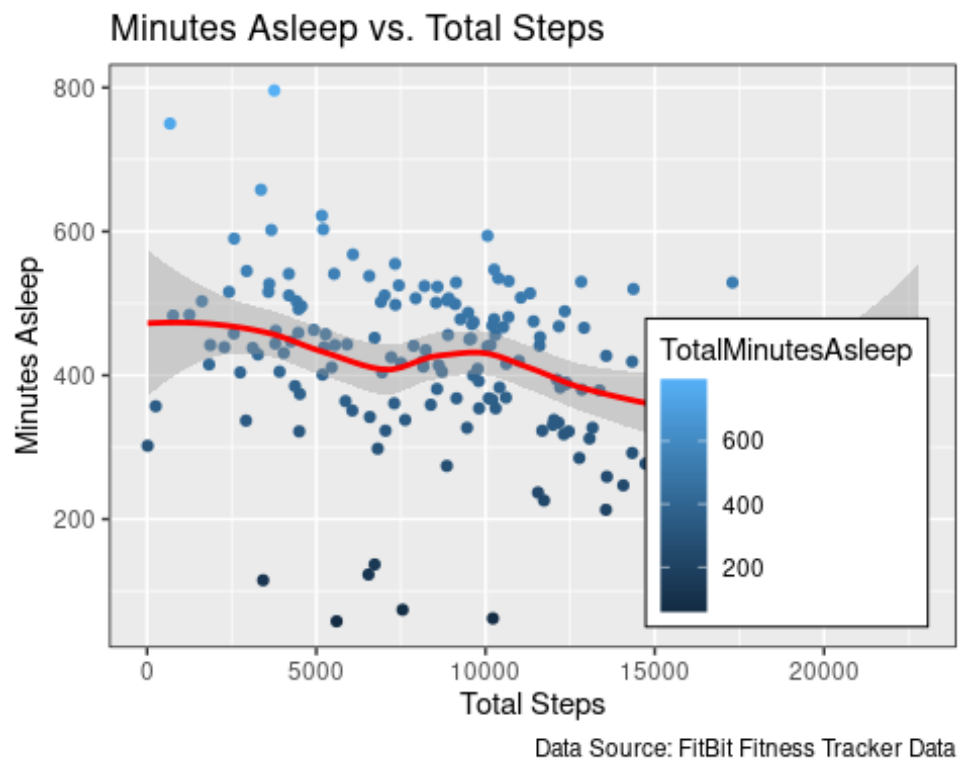 Minutes Asleep vs. Total Steps
800
600
400
200
Minutes Asleep
TotalMinutesAsleep
600
400
200
0
5000
10000
15000
20000
Total Steps
Data Source: FitBit Fitness Tracker Data